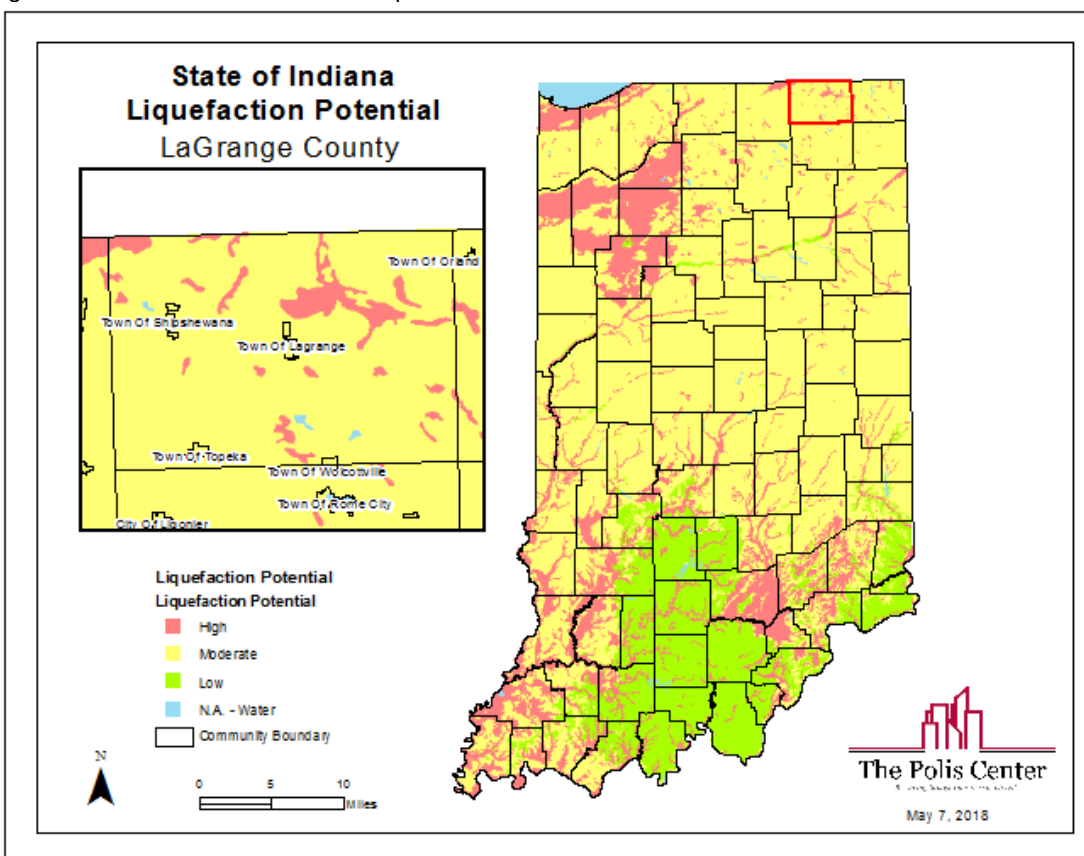 State of Indiana
Liquefaction Potential
LaGrange County
Town Of Orland
Town Of Shipshewana
Town Of Lagrange
Town Of Topeka
Town Of Wolcottville
Town Of Rome City
City Of Ligonier
Liquefaction Potential
Liquefaction Potential
High
Moderate
Low
N.A. - Water
Community Boundary
N
0 5 10
Miles
The Polis Center
May 7, 2018